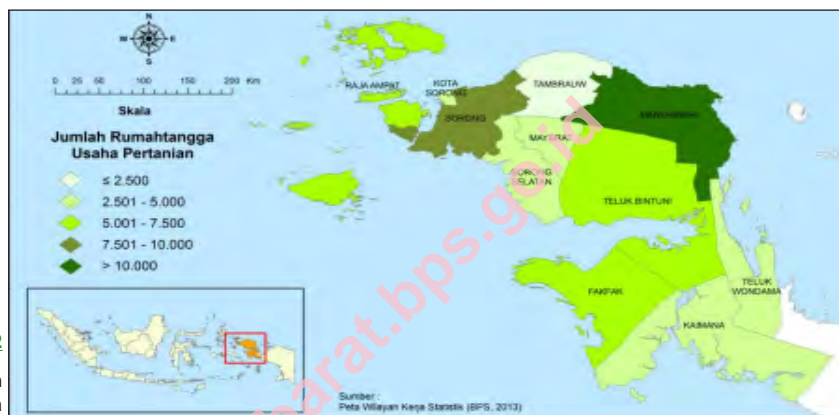 N
W E
S
0 25 50 100 150 200 Km
Skala
Jumlah Rumahtangga
Usaha Pertanian
≤ 2.500
2.501 - 5.000
5.001 - 7.500
7.501 - 10.000
> 10.000
RAJA AMPAT
KOTA
SORONG
SORONG
TAMBRAUW
MANOKWARI
MAYBRAT
SORONG
SELATAN
TELUK BINTUNI
FAKFAK
TELUK
WONDAMA
KAIMANA
Sumber :
Peta Wilayah Kerja Statistik (BPS, 2013)
barat.bps.go.id